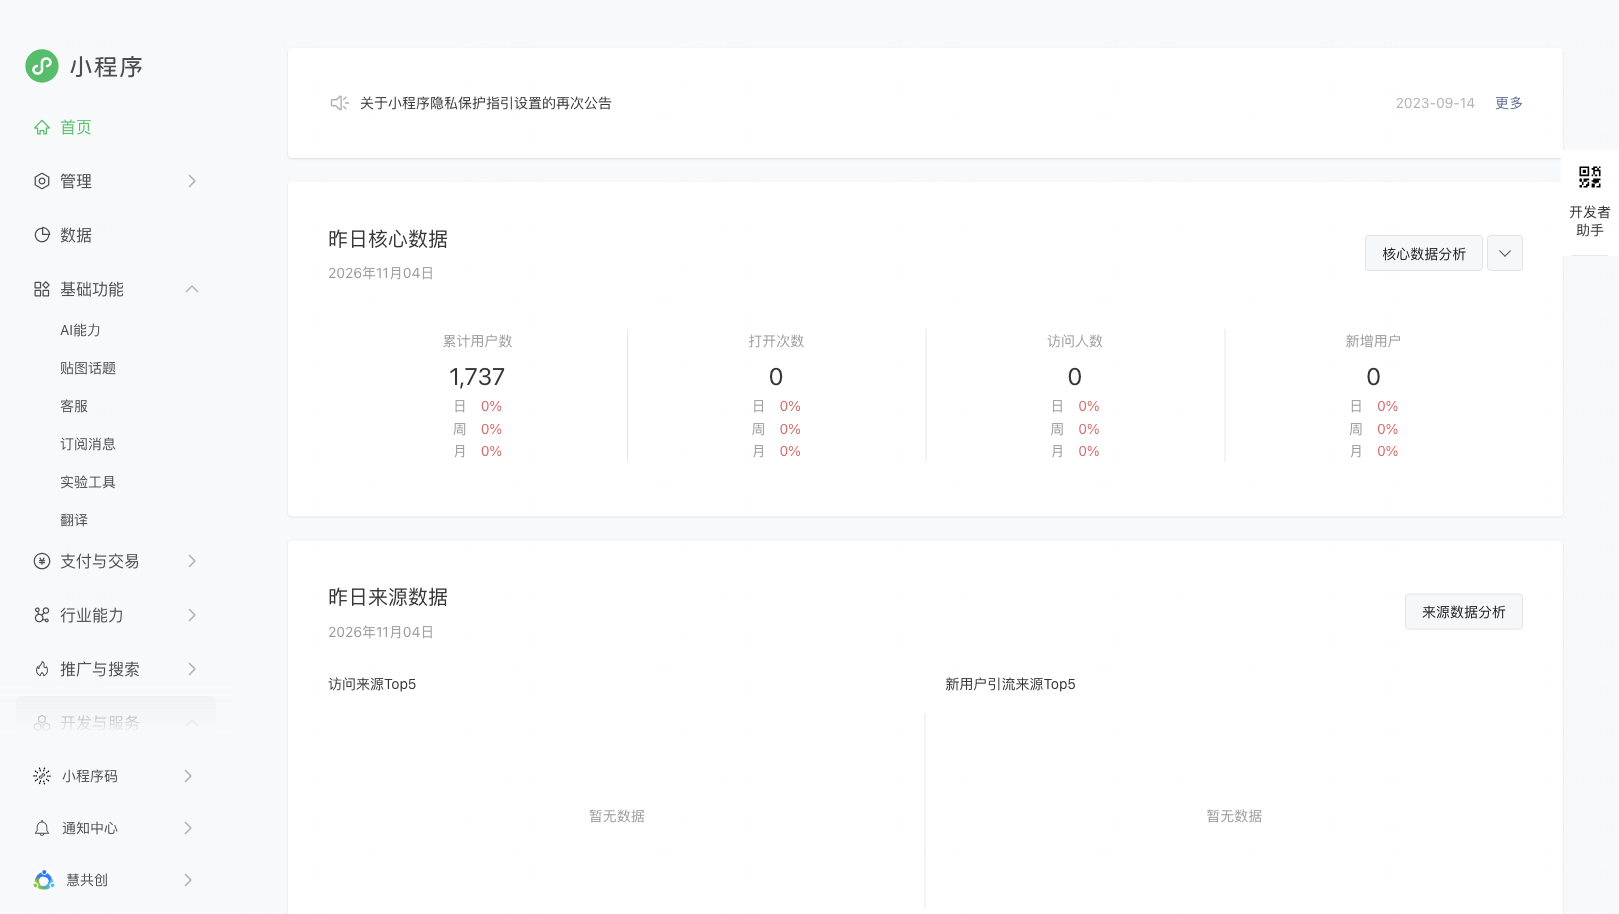 小程序
首页
管理
数据
基础功能
AI能力
贴图话题
客服
订阅消息
实验工具
翻译
支付与交易
行业能力
推广与搜索
开发与服务
小程序码
通知中心
慧共创
关于小程序隐私保护指引设置的再次公告
2023-09-14 更多
昨日核心数据
2026年11月04日
核心数据分析
累计用户数
1,737
日 0%
周 0%
月 0%
打开次数
0
日 0%
周 0%
月 0%
访问人数
0
日 0%
周 0%
月 0%
新增用户
0
日 0%
周 0%
月 0%
昨日来源数据
2026年11月04日
来源数据分析
访问来源Top5
暂无数据
新用户引流来源Top5
暂无数据
开发者
助手